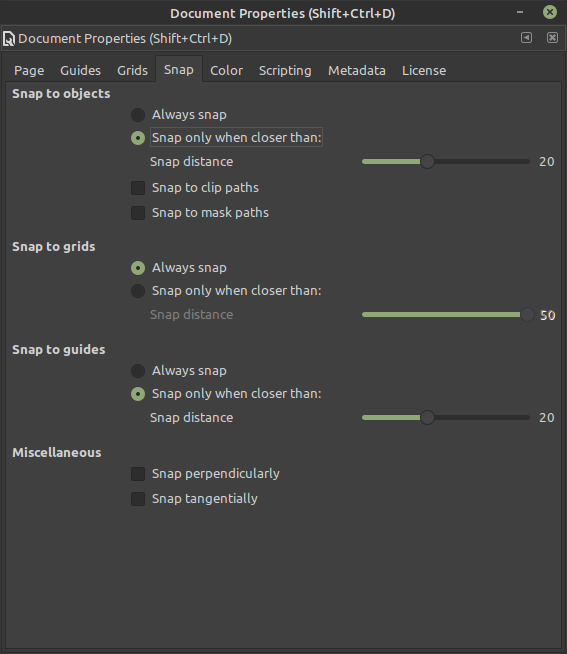 Document Properties (Shift+Ctrl+D)
Document Properties (Shift+Ctrl+D)
Page Guides Grids Snap Color Scripting Metadata License
Snap to objects
Always snap
Snap only when closer than:
Snap distance 20
Snap to clip paths
Snap to mask paths
Snap to grids
Always snap
Snap only when closer than:
Snap distance 50
Snap to guides
Always snap
Snap only when closer than:
Snap distance 20
Miscellaneous
Snap perpendicularly
Snap tangentially